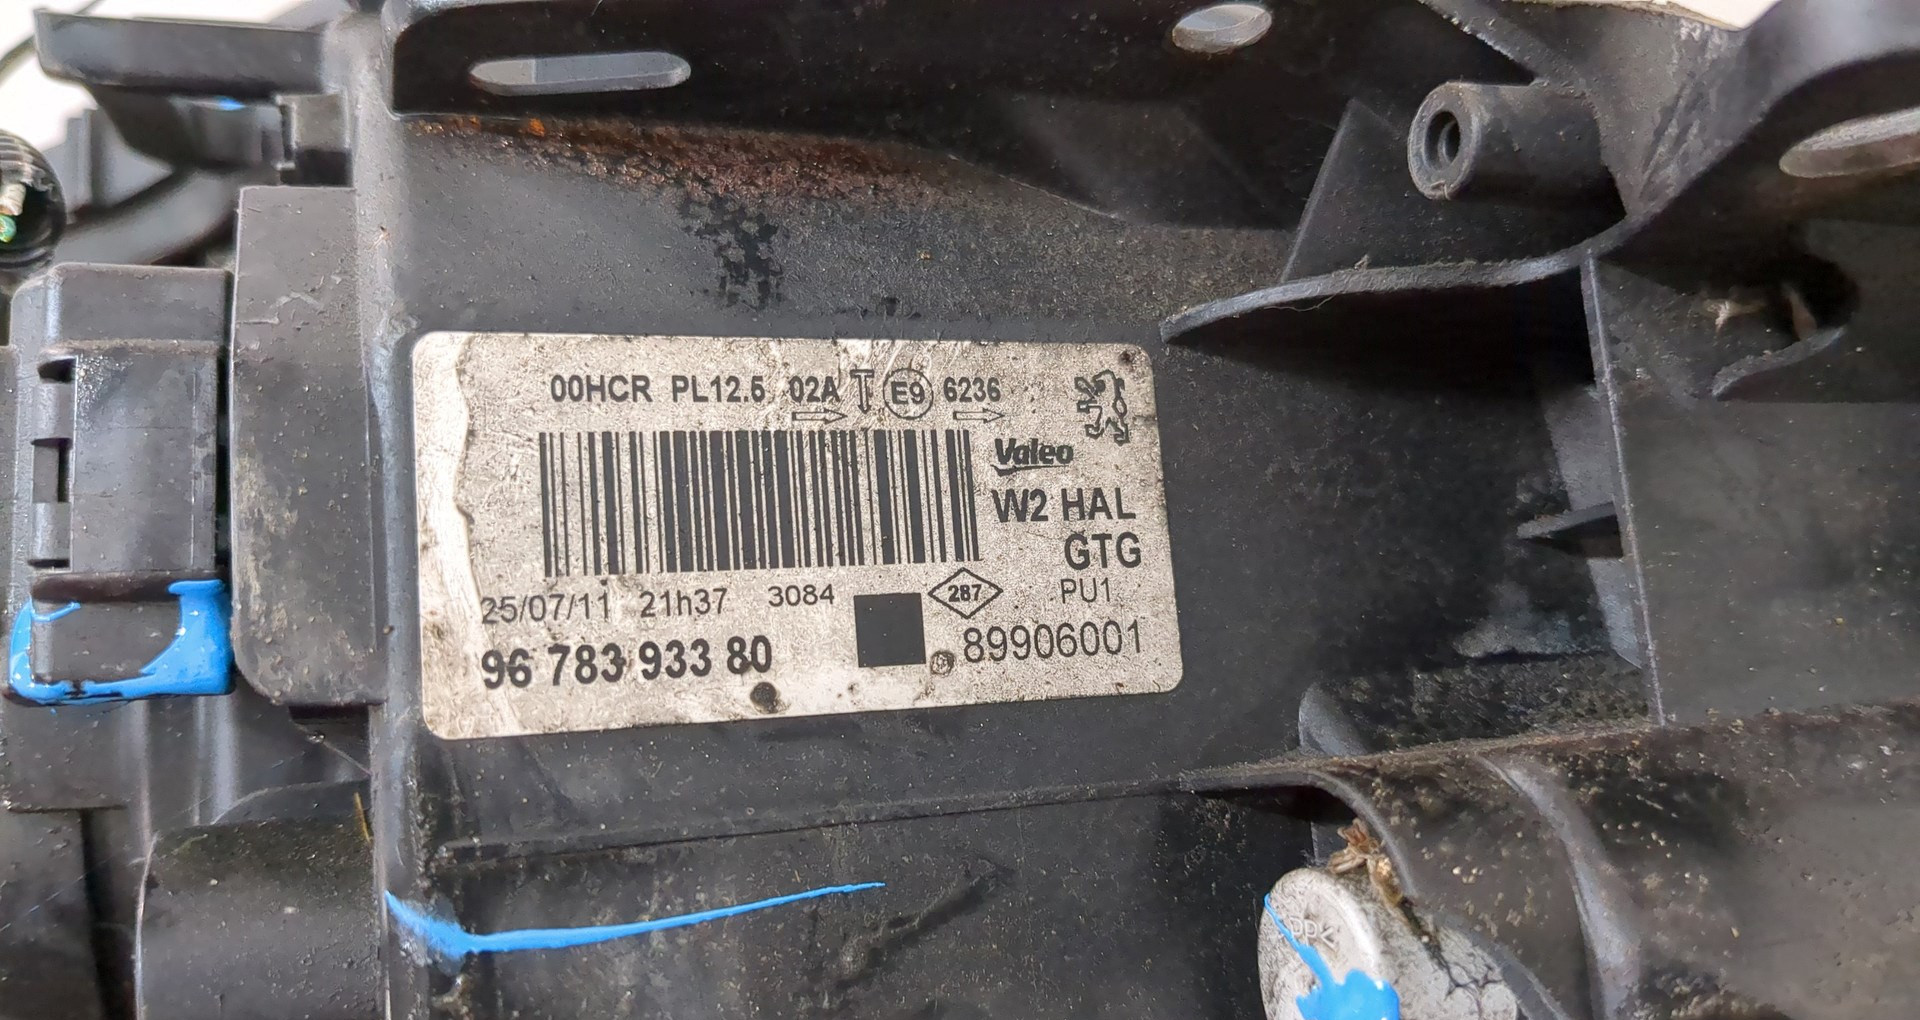 00HCR PL12.5 02A E9 6236
Valeo
W2 HAL
GTG
25/07/11 21h37 3084 287 PU1
96 783 933 80 89906001